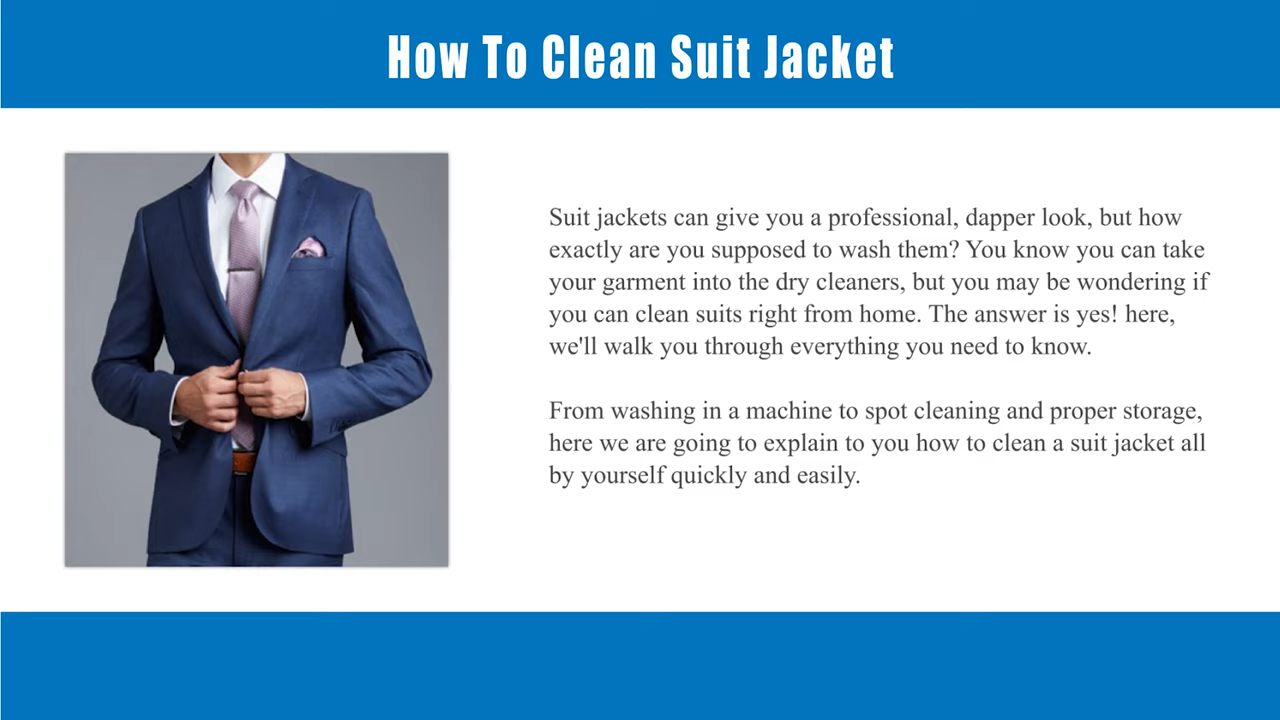 How To Clean Suit Jacket
Suit jackets can give you a professional, dapper look, but how
exactly are you supposed to wash them? You know you can take
your garment into the dry cleaners, but you may be wondering if
you can clean suits right from home. The answer is yes! here,
we'll walk you through everything you need to know.
From washing in a machine to spot cleaning and proper storage,
here we are going to explain to you how to clean a suit jacket all
by yourself quickly and easily.